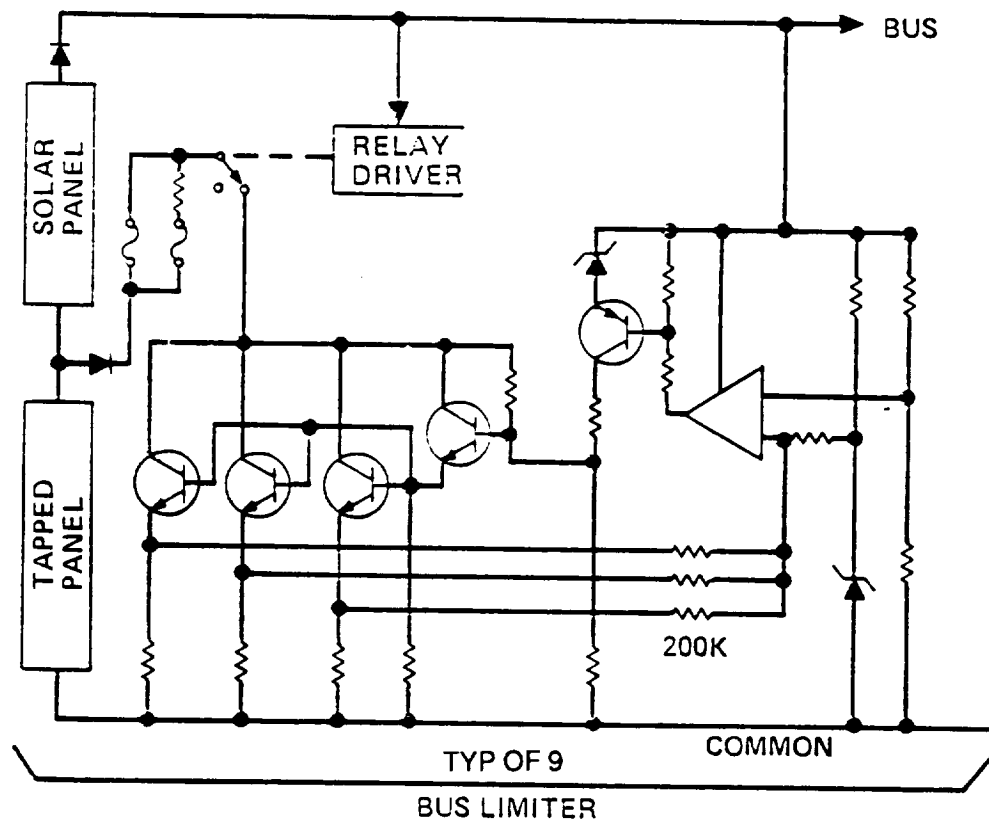 BUS
SOLAR
PANEL
RELAY
DRIVER
TAPPED
PANEL
200K
COMMON
TYP OF 9
BUS LIMITER